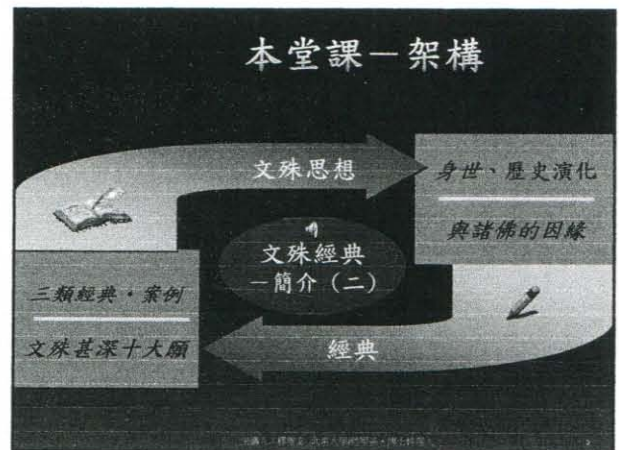 本堂課－架構
文殊思想
身世、歷史演化
與諸佛的因緣
文殊經典
－簡介（二）
三類經典・案例
文殊甚深十大願
經典